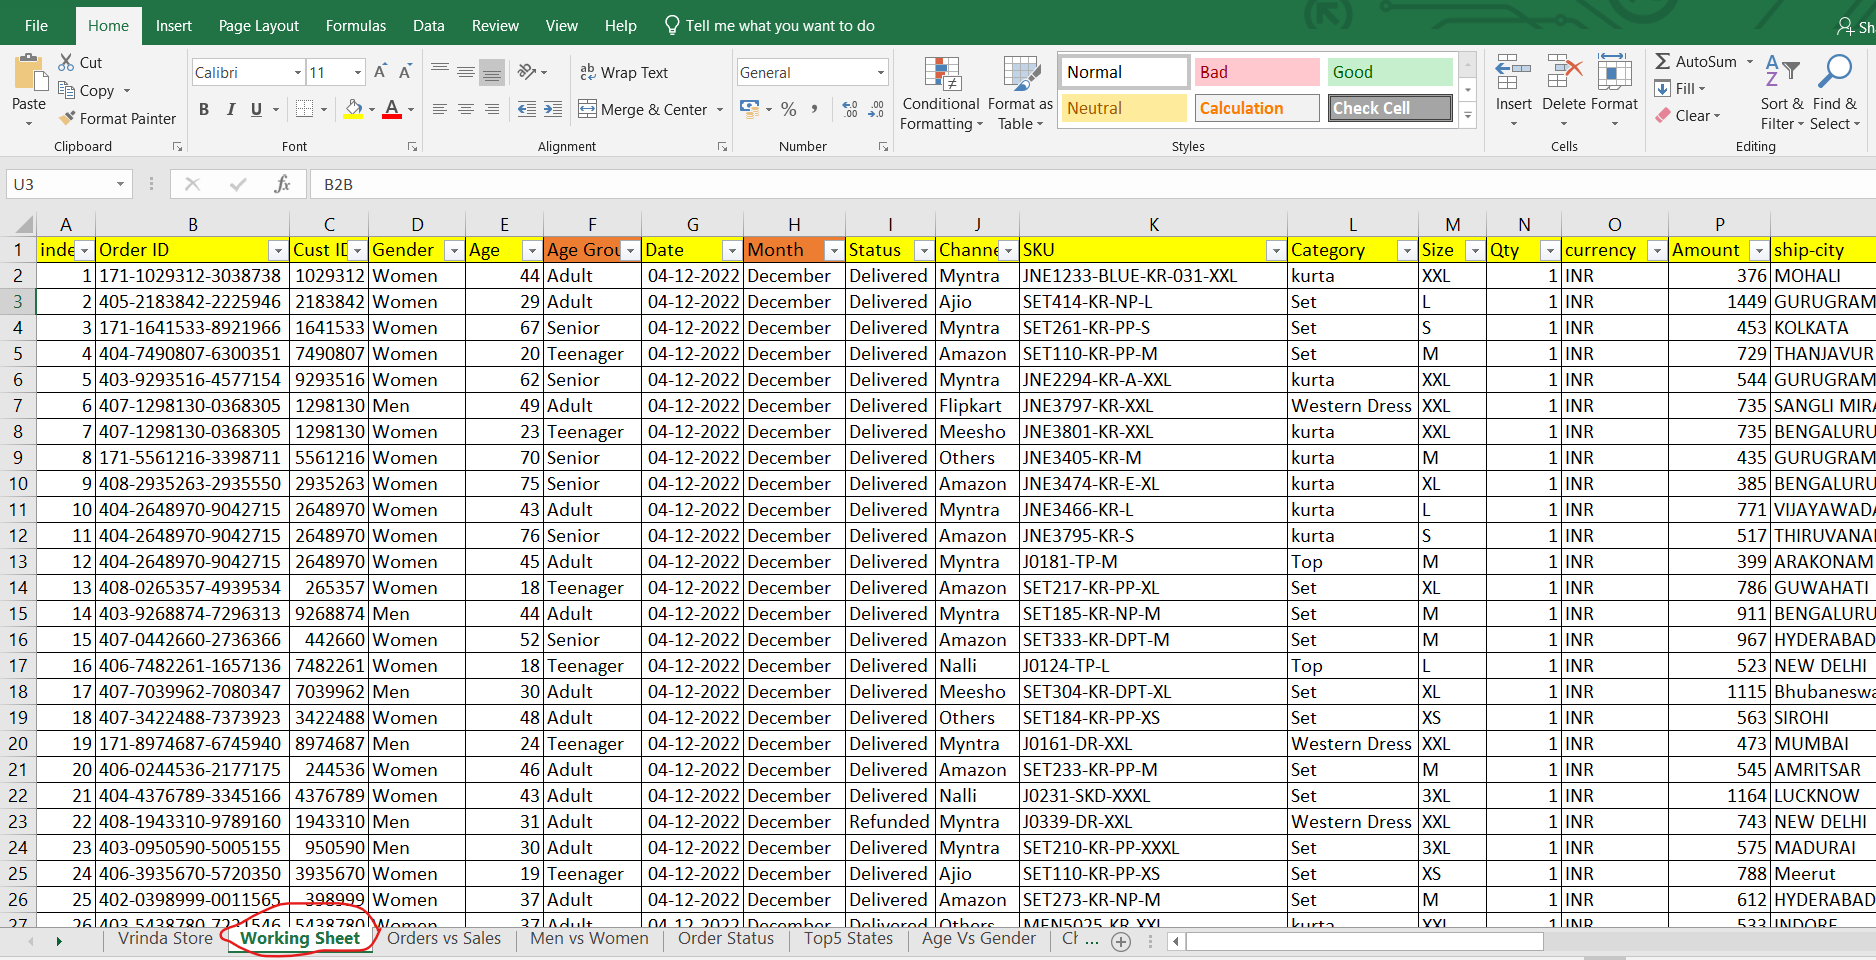 File Home Insert Page Layout Formulas Data Review View Help Tell me what you want to do Sh
Cut
Copy
Format Painter
Paste
Clipboard
Calibri 11
B I U A
Font
Wrap Text
Merge & Center
Alignment
General
%
Number
Conditional Formatting
Format as Table
Normal Bad Good
Neutral Calculation Check Cell
Styles
Insert Delete Format
Cells
AutoSum
Fill
Clear
Sort & Filter
Find & Select
Editing
U3 fx B2B
A B C D E F G H I J K L M N O P
1 inde Order ID Cust ID Gender Age Age Grou Date Month Status Channe SKU Category Size Qty currency Amount ship-city
2 1 171-1029312-3038738 1029312 Women 44 Adult 04-12-2022 December Delivered Myntra JNE1233-BLUE-KR-031-XXL kurta XXL 1 INR 376 MOHALI
3 2 405-2183842-2225946 2183842 Women 29 Adult 04-12-2022 December Delivered Ajio SET414-KR-NP-L Set L 1 INR 1449 GURUGRAM
4 3 171-1641533-8921966 1641533 Women 67 Senior 04-12-2022 December Delivered Myntra SET261-KR-PP-S Set S 1 INR 453 KOLKATA
5 4 404-7490807-6300351 7490807 Women 20 Teenager 04-12-2022 December Delivered Amazon SET110-KR-PP-M Set M 1 INR 729 THANJAVUR
6 5 403-9293516-4577154 9293516 Women 62 Senior 04-12-2022 December Delivered Myntra JNE2294-KR-A-XXL kurta XXL 1 INR 544 GURUGRAM
7 6 407-1298130-0368305 1298130 Men 49 Adult 04-12-2022 December Delivered Flipkart JNE3797-KR-XXL Western Dress XXL 1 INR 735 SANGLI MIRA
8 7 407-1298130-0368305 1298130 Women 23 Teenager 04-12-2022 December Delivered Meesho JNE3801-KR-XXL kurta XXL 1 INR 735 BENGALURU
9 8 171-5561216-3398711 5561216 Women 70 Senior 04-12-2022 December Delivered Others JNE3405-KR-M kurta M 1 INR 435 GURUGRAM
10 9 408-2935263-2935550 2935263 Women 75 Senior 04-12-2022 December Delivered Amazon JNE3474-KR-E-XL kurta XL 1 INR 385 BENGALURU
11 10 404-2648970-9042715 2648970 Women 43 Adult 04-12-2022 December Delivered Myntra JNE3466-KR-L kurta L 1 INR 771 VIJAYAWADA
12 11 404-2648970-9042715 2648970 Women 76 Senior 04-12-2022 December Delivered Amazon JNE3795-KR-S kurta S 1 INR 517 THIRUVANAN
13 12 404-2648970-9042715 2648970 Women 45 Adult 04-12-2022 December Delivered Myntra J0181-TP-M Top M 1 INR 399 ARAKONAM
14 13 408-0265357-4939534 265357 Women 18 Teenager 04-12-2022 December Delivered Amazon SET217-KR-PP-XL Set XL 1 INR 786 GUWAHATI
15 14 403-9268874-7296313 9268874 Men 44 Adult 04-12-2022 December Delivered Myntra SET185-KR-NP-M Set M 1 INR 911 BENGALURU
16 15 407-0442660-2736366 442660 Women 52 Senior 04-12-2022 December Delivered Amazon SET333-KR-DPT-M Set M 1 INR 967 HYDERABAD
17 16 406-7482261-1657136 7482261 Women 18 Teenager 04-12-2022 December Delivered Nalli J0124-TP-L Top L 1 INR 523 NEW DELHI
18 17 407-7039962-7080347 7039962 Men 30 Adult 04-12-2022 December Delivered Meesho SET304-KR-DPT-XL Set XL 1 INR 1115 Bhubaneswa
19 18 407-3422488-7373923 3422488 Women 48 Adult 04-12-2022 December Delivered Others SET184-KR-PP-XS Set XS 1 INR 563 SIROHI
20 19 171-8974687-6745940 8974687 Men 24 Teenager 04-12-2022 December Delivered Myntra J0161-DR-XXL Western Dress XXL 1 INR 473 MUMBAI
21 20 406-0244536-2177175 244536 Women 46 Adult 04-12-2022 December Delivered Amazon SET233-KR-PP-M Set M 1 INR 545 AMRITSAR
22 21 404-4376789-3345166 4376789 Women 43 Adult 04-12-2022 December Delivered Nalli J0231-SKD-XXXL Set 3XL 1 INR 1164 LUCKNOW
23 22 408-1943310-9789160 1943310 Men 31 Adult 04-12-2022 December Refunded Myntra J0339-DR-XXL Western Dress XXL 1 INR 743 NEW DELHI
24 23 403-0950590-5005155 950590 Men 30 Adult 04-12-2022 December Delivered Myntra SET210-KR-PP-XXXL Set 3XL 1 INR 575 MADURAI
25 24 406-3935670-5720350 3935670 Women 19 Teenager 04-12-2022 December Delivered Ajio SET110-KR-PP-XS Set XS 1 INR 788 Meerut
26 25 402-0398999-0011565 398999 Women 37 Adult 04-12-2022 December Delivered Amazon SET273-KR-NP-M Set M 1 INR 612 HYDERABAD
27 26 5438780 Women 37 Adult 04-12-2022 December Delivered Others MEN5025-KR-XXL kurta XXL 1 INR 533 INDORE
Vrinda Store Working Sheet Orders vs Sales Men vs Women Order Status Top5 States Age Vs Gender Ch ...